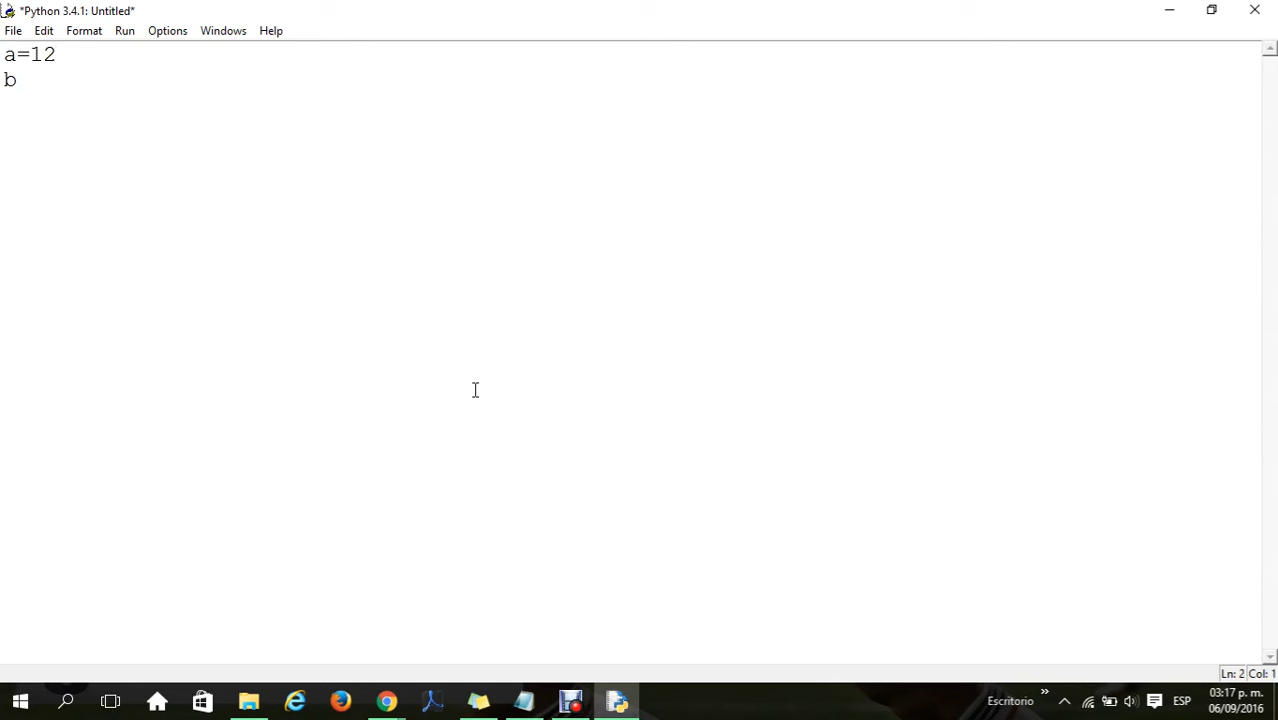 *Python 3.4.1: Untitled*
File Edit Format Run Options Windows Help
a=12
b
Ln: 2 Col: 1
Escritorio » ESP 03:17 p. m.
06/09/2016